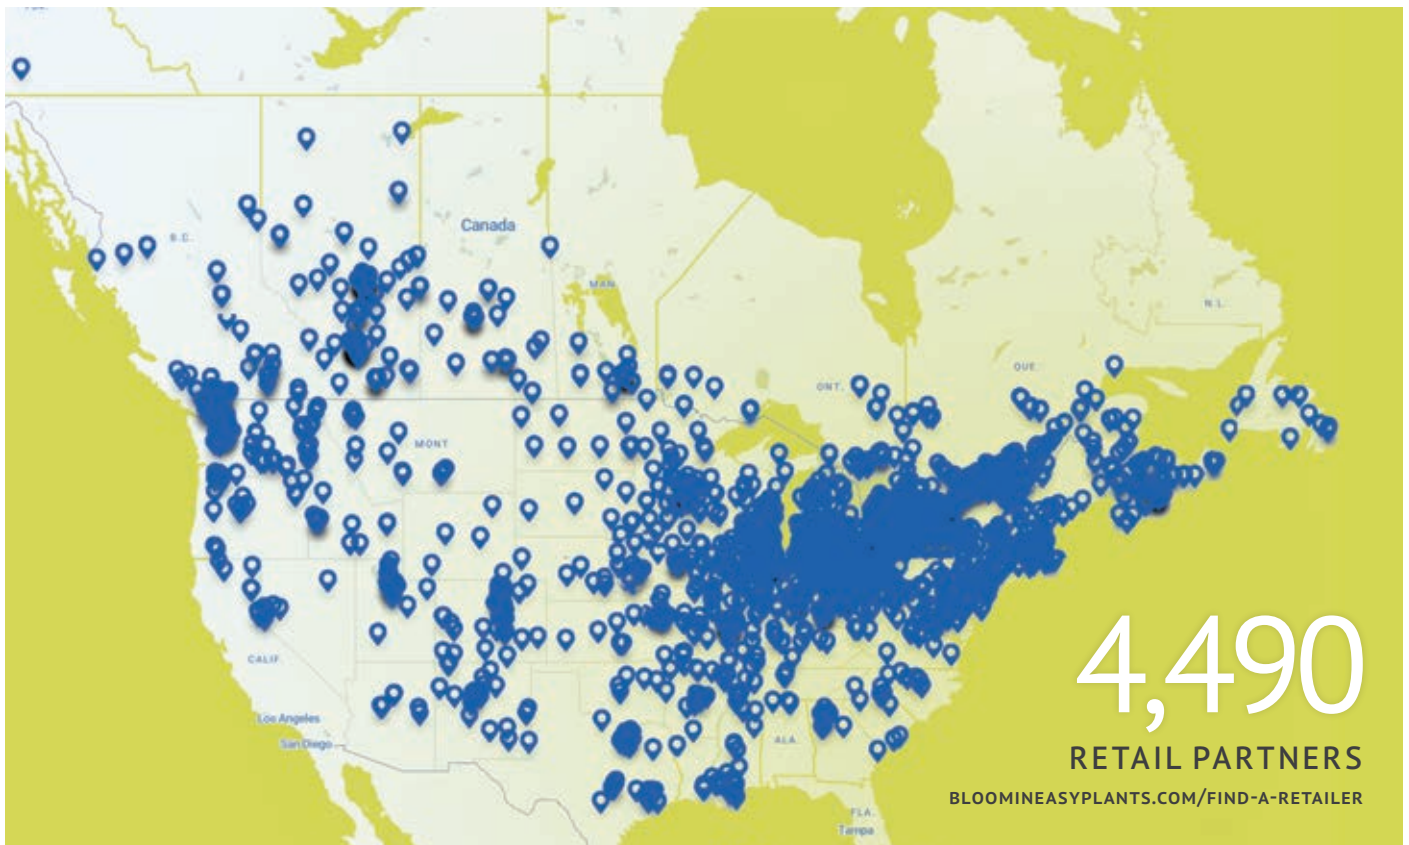 Canada
B.C.
MAN.
N.L.
ONT.
QUE.
MONT
CALIF.
Los Angeles
San Diego
ALA.
FLA.
Tampa
4,490
RETAIL PARTNERS
BLOOMINEASYPLANTS.COM/FIND-A-RETAILER